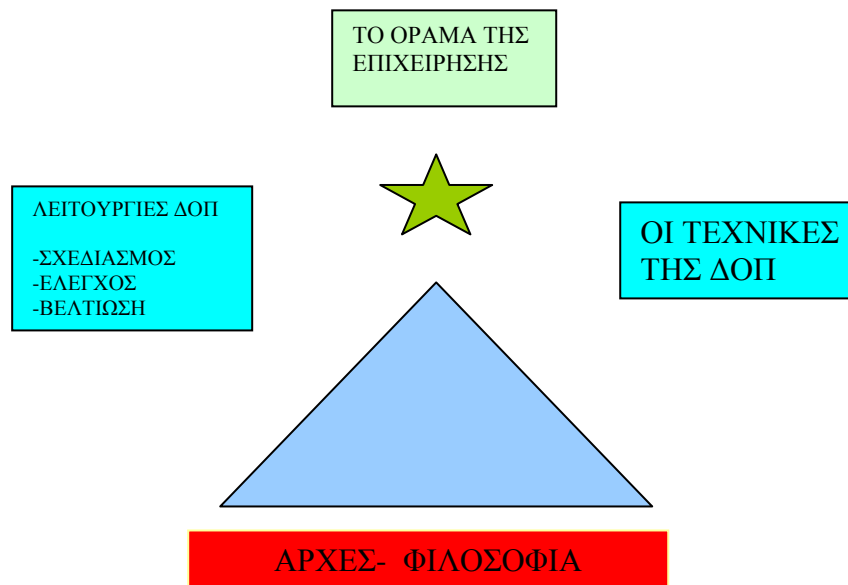 ΤΟ ΟΡΑΜΑ ΤΗΣ
ΕΠΙΧΕΙΡΗΣΗΣ
ΛΕΙΤΟΥΡΓΙΕΣ ΔΟΠ
-ΣΧΕΔΙΑΣΜΟΣ
-ΕΛΕΓΧΟΣ
-ΒΕΛΤΙΩΣΗ
ΟΙ ΤΕΧΝΙΚΕΣ
ΤΗΣ ΔΟΠ
ΑΡΧΕΣ- ΦΙΛΟΣΟΦΙΑ